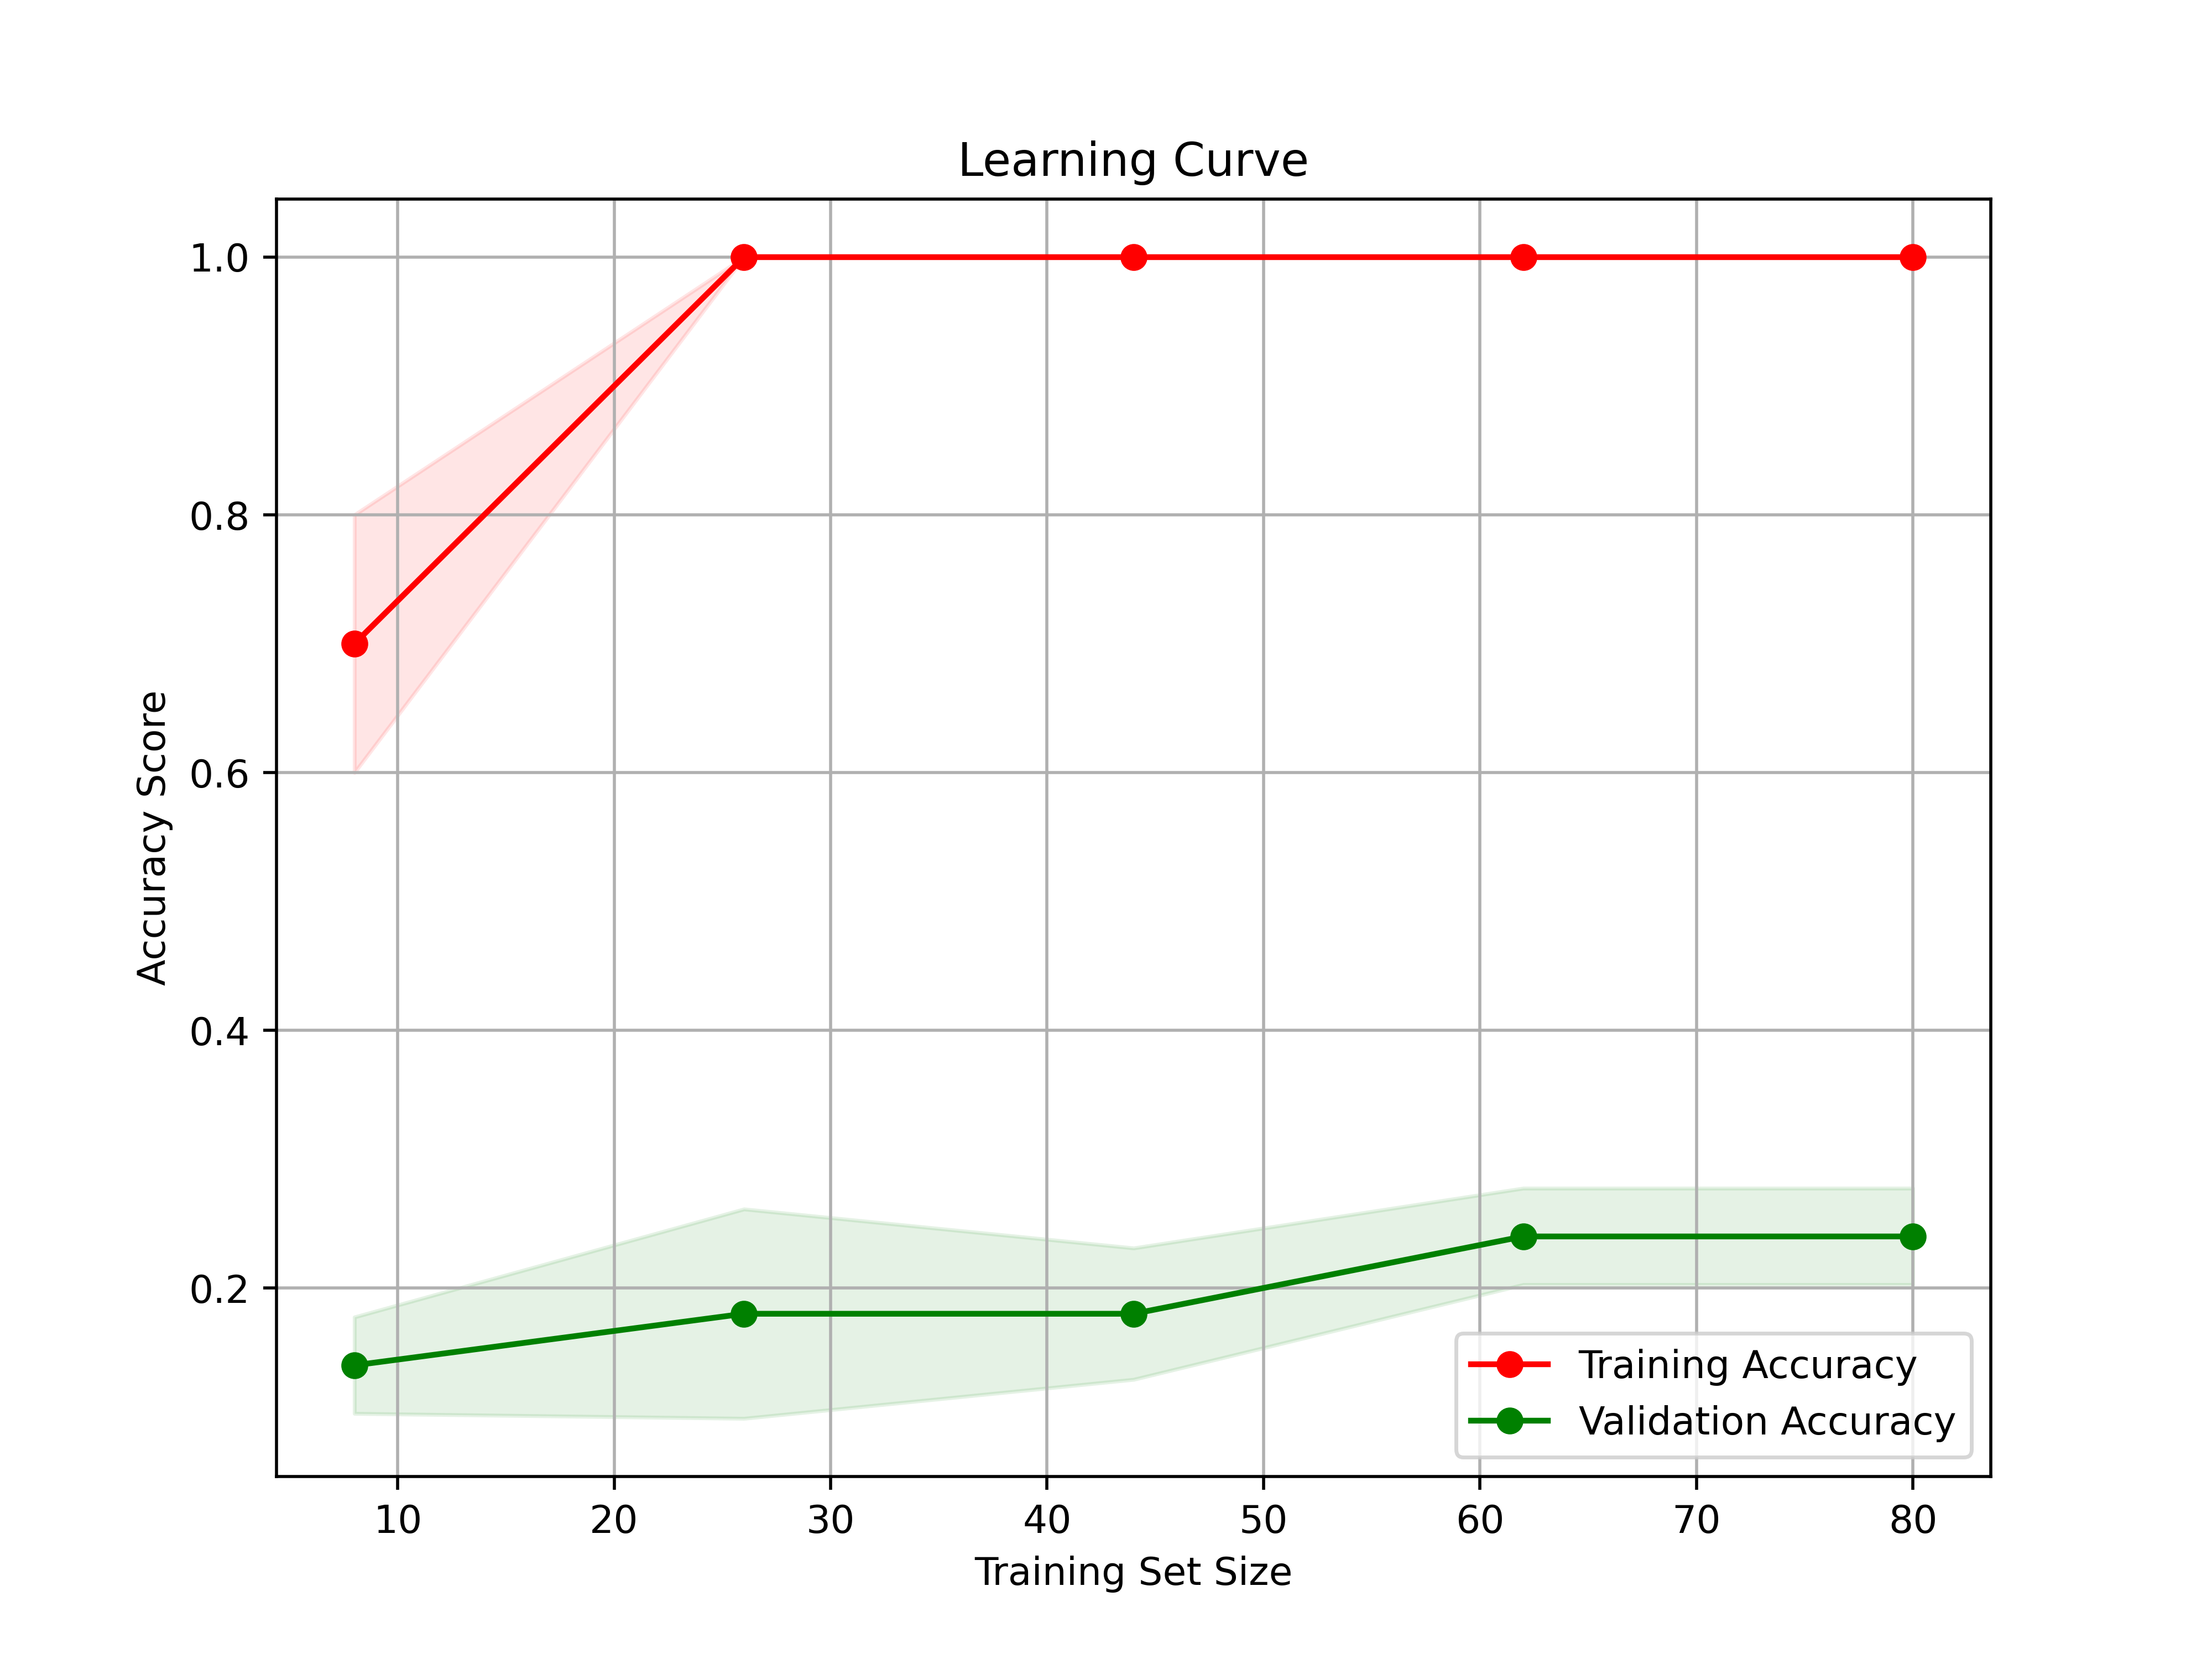 Learning Curve
1.0
0.8
0.6
0.4
0.2
Accuracy Score
Training Accuracy
Validation Accuracy
10 20 30 40 50 60 70 80
Training Set Size